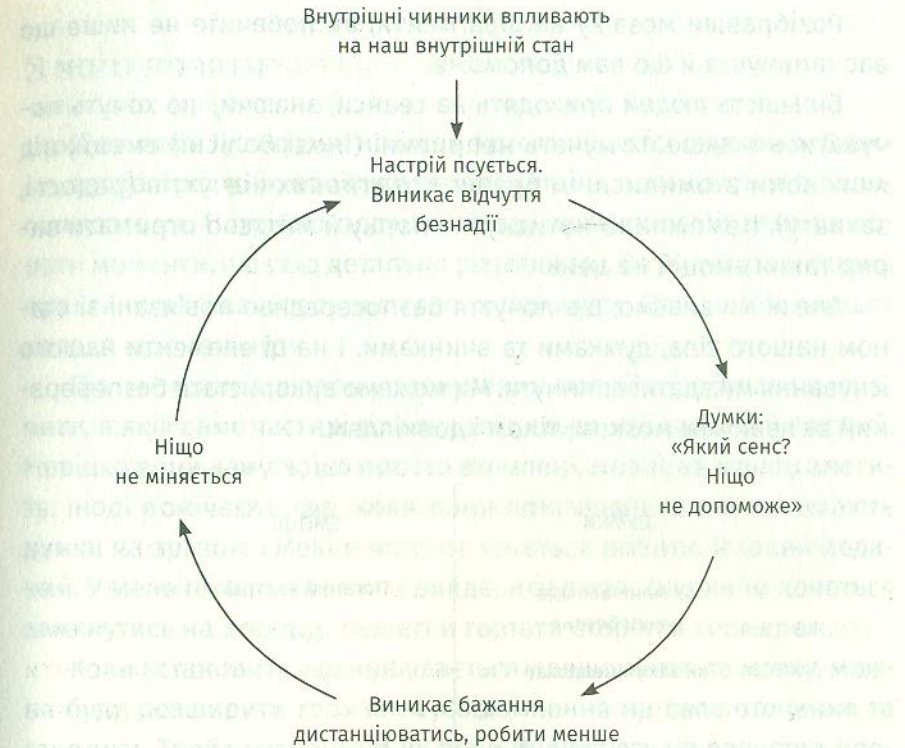 Внутрішні чинники впливають
на наш внутрішній стан
Настрій псується.
Виникає відчуття
безнадії
Думки:
«Який сенс?
Ніщо
не допоможе»
Виникає бажання
дистанціюватись, робити менше
Ніщо
не міняється